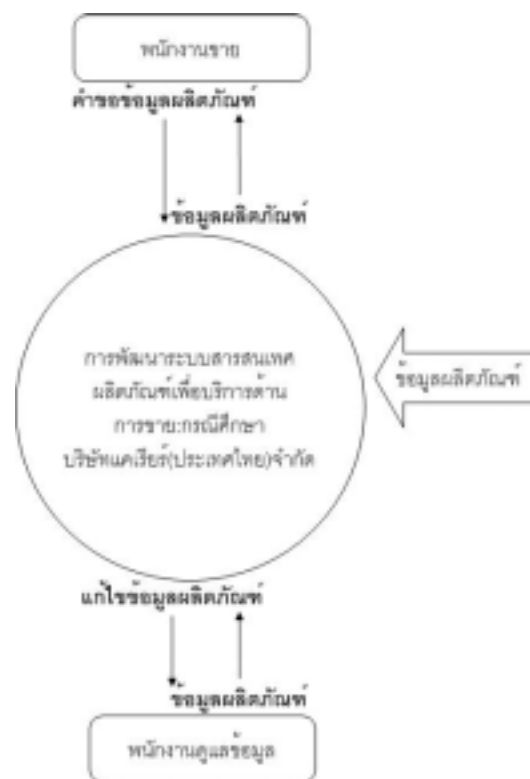 พนักงานขาย
คำขอข้อมูลผลิตภัณฑ์
ข้อมูลผลิตภัณฑ์
การพัฒนาระบบสารสนเทศ
ผลิตภัณฑ์เพื่อบริการด้าน
การขาย:กรณีศึกษา
บริษัทแคเรียร์(ประเทศไทย)จำกัด
ข้อมูลผลิตภัณฑ์
แก้ไขข้อมูลผลิตภัณฑ์
ข้อมูลผลิตภัณฑ์
พนักงานดูแลข้อมูล